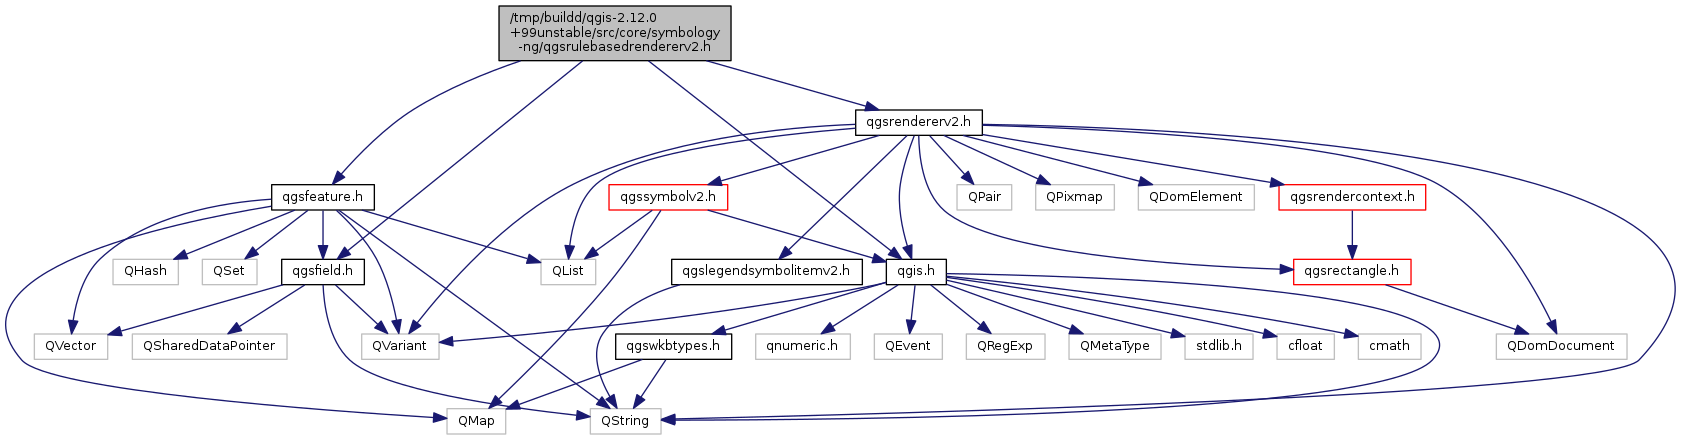 /tmp/buildd/qgis-2.12.0
+99unstable/src/core/symbology
-ng/qgsrulebasedrendererv2.h
qgsrendererv2.h
qgsfeature.h
qgssymbolv2.h
QPair
QPixmap
QDomElement
qgsrendercontext.h
QHash
QSet
qgsfield.h
QList
qgslegendsymbolitemv2.h
qgis.h
qgsrectangle.h
QVector
QSharedDataPointer
QVariant
qgswkbtypes.h
qnumeric.h
QEvent
QRegExp
QMetaType
stdlib.h
cfloat
cmath
QDomDocument
QMap
QString